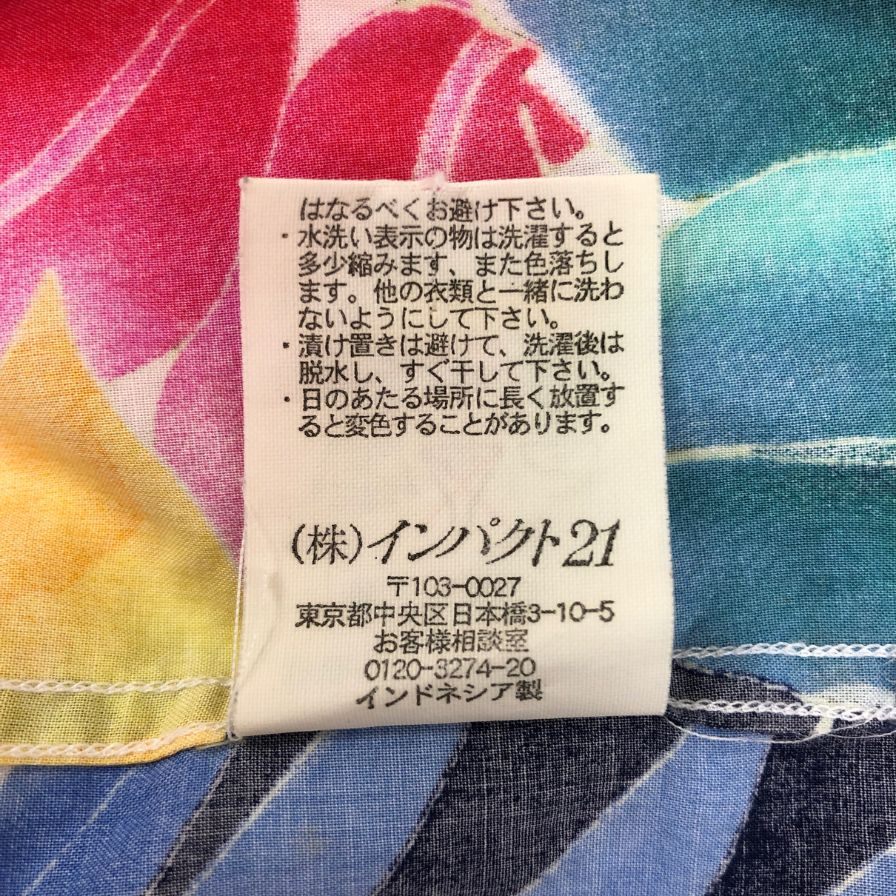 はなるべくお避け下さい。
・水洗い表示の物は洗濯すると
多少縮みます、また色落ちし
ます。他の衣類と一緒に洗わ
ないようにして下さい。
・漬け置きは避けて、洗濯後は
脱水し、すぐ干して下さい。
・日のあたる場所に長く放置す
ると変色することがあります。
(株)インパクト21
〒103-0027
東京都中央区日本橋3-10-5
お客様相談室
0120-3274-20
インドネシア製